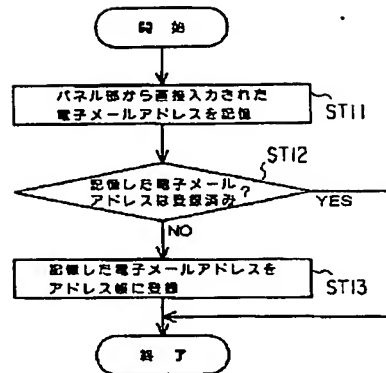 開始
パネル部から直接入力された
電子メールアドレスを記憶
ST11
ST12
記憶した電子メール
アドレスは登録済み?
YES
NO
記憶した電子メールアドレスを
アドレス帳に登録
ST13
終了